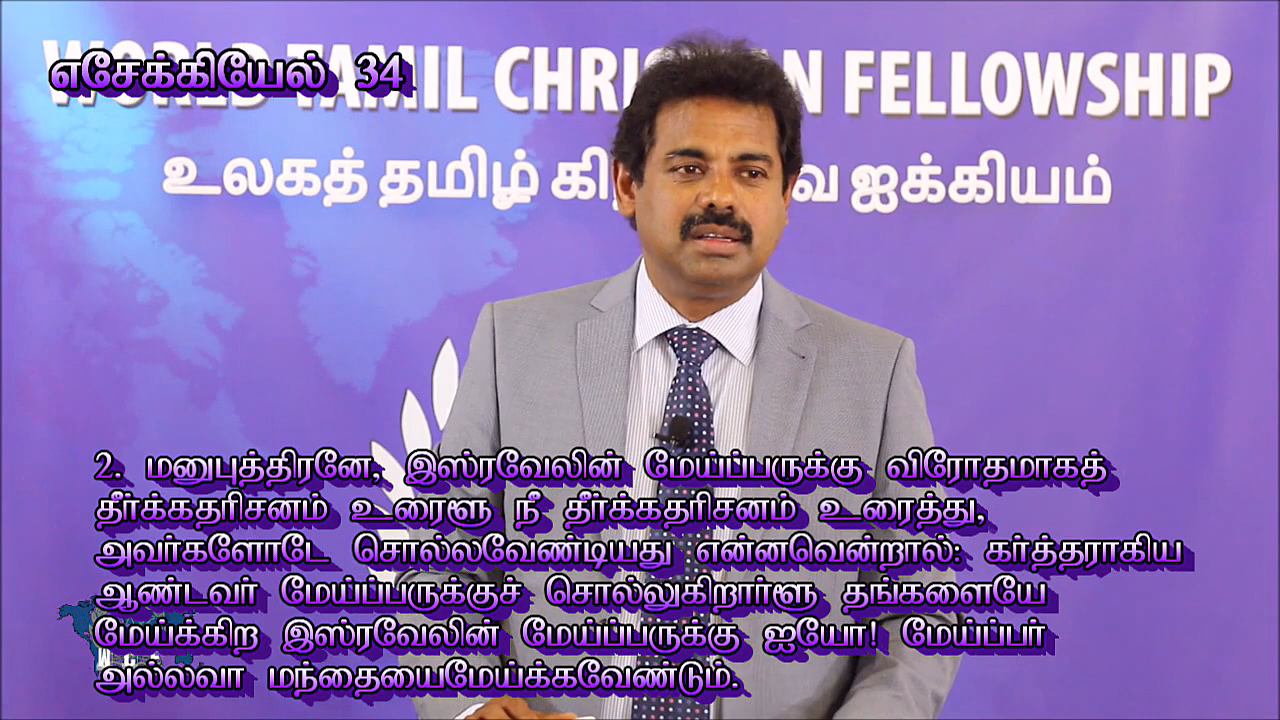 WORLD TAMIL CHRIS N FELLOWSHIP
எசேக்கியேல் 34
உலகத் தமிழ் கி வ ஐக்கியம்
2. மனுபுத்திரனே, இஸ்ரவேலின் மேய்ப்பருக்கு விரோதமாகத்
தீர்க்கதரிசனம் உரைளூ நீ தீர்க்கதரிசனம் உரைத்து,
அவர்களோடே சொல்லவேண்டியது என்னவென்றால்: கர்த்தராகிய
ஆண்டவர் மேய்ப்பருக்குச் சொல்லுகிறார்ளூ தங்களையே
மேய்க்கிற இஸ்ரவேலின் மேய்ப்பருக்கு ஐயோ! மேய்ப்பர்
அல்லவா மந்தையைமேய்க்கவேண்டும்.